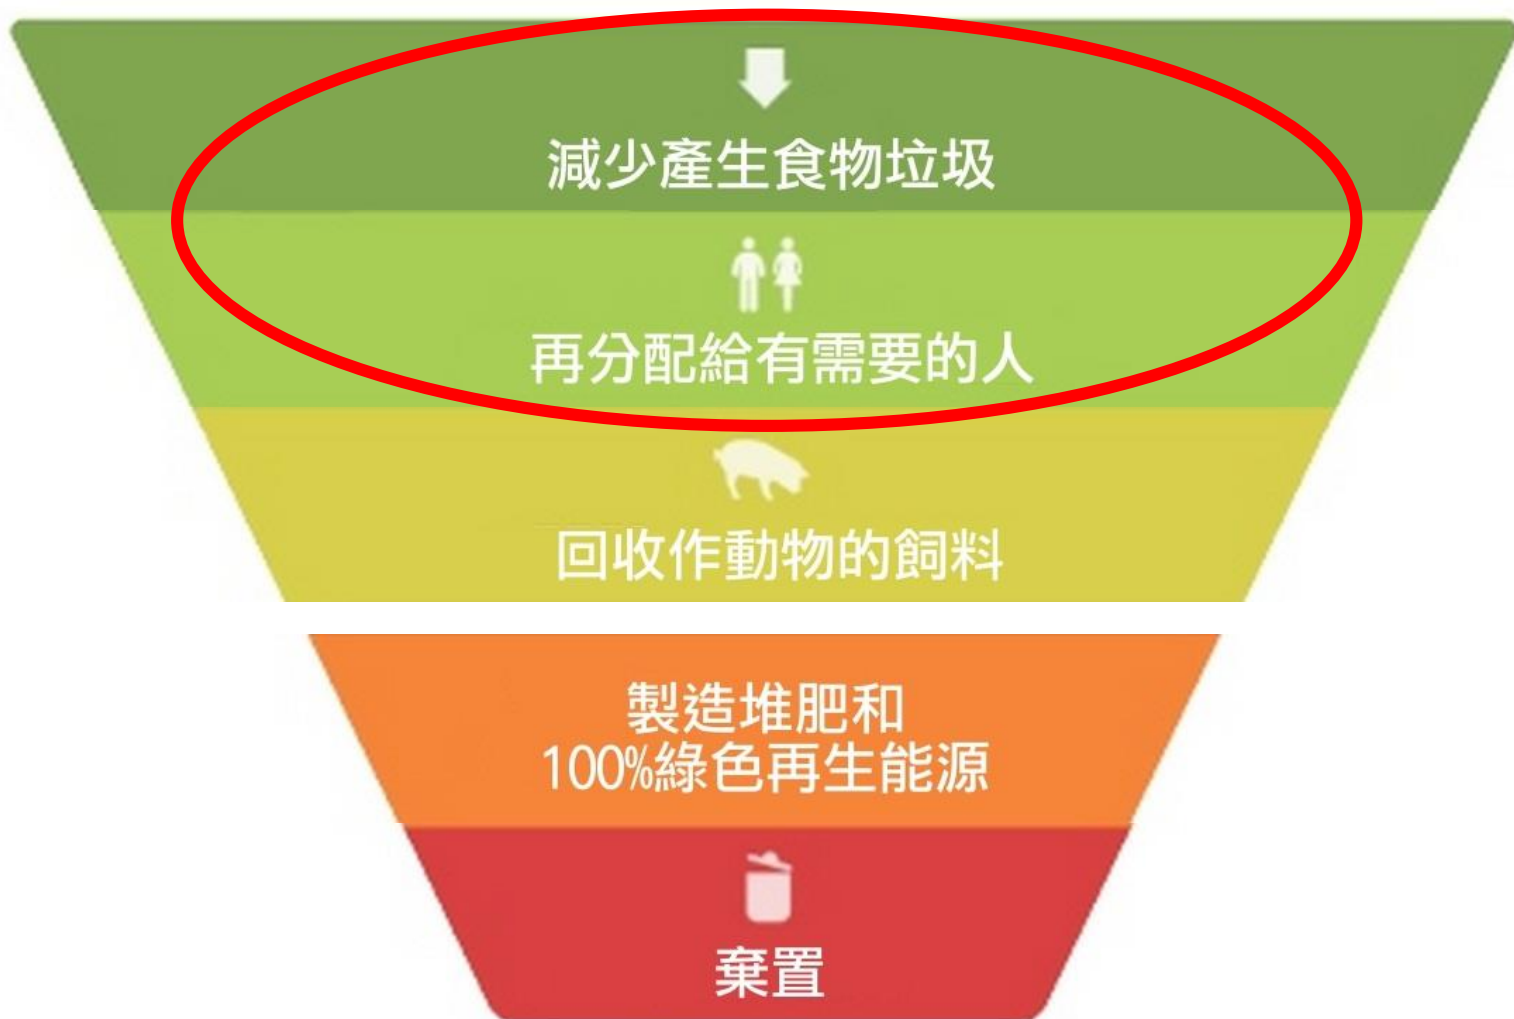 減少產生食物垃圾
再分配給有需要的人
回收作動物的飼料
製造堆肥和
100%綠色再生能源
棄置